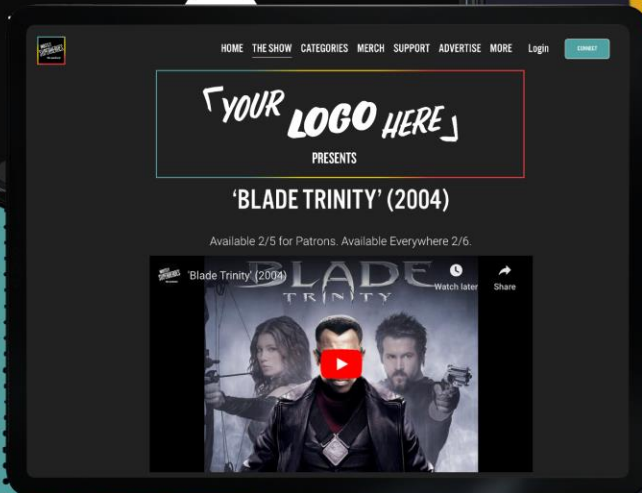 HOME THE SHOW CATEGORIES MERCH SUPPORT ADVERTISE MORE Login CONNECT
YOUR LOGO HERE
PRESENTS
‘BLADE TRINITY’ (2004)
Available 2/5 for Patrons. Available Everywhere 2/6.
'Blade Trinity' (2004)
Watch later Share
BLADE
TRINITY